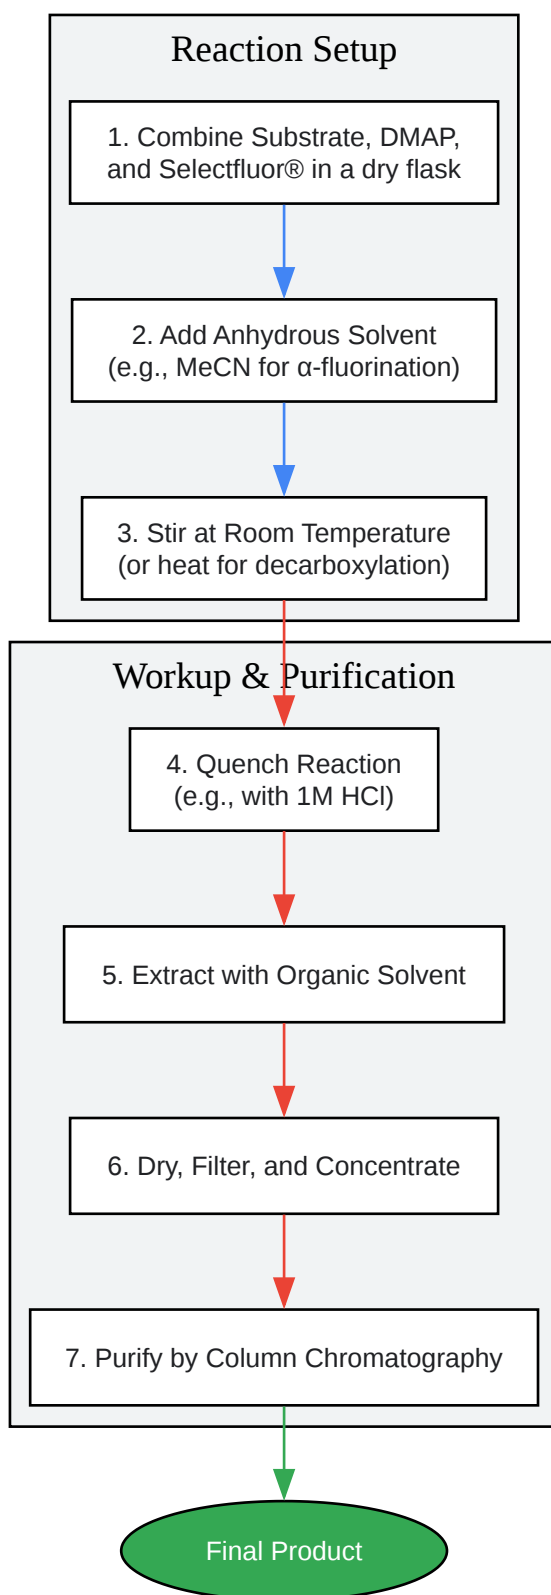 Reaction Setup
1. Combine Substrate, DMAP,
and Selectfluor® in a dry flask
2. Add Anhydrous Solvent
(e.g., MeCN for α-fluorination)
3. Stir at Room Temperature
(or heat for decarboxylation)
Workup & Purification
4. Quench Reaction
(e.g., with 1M HCl)
5. Extract with Organic Solvent
6. Dry, Filter, and Concentrate
7. Purify by Column Chromatography
Final Product